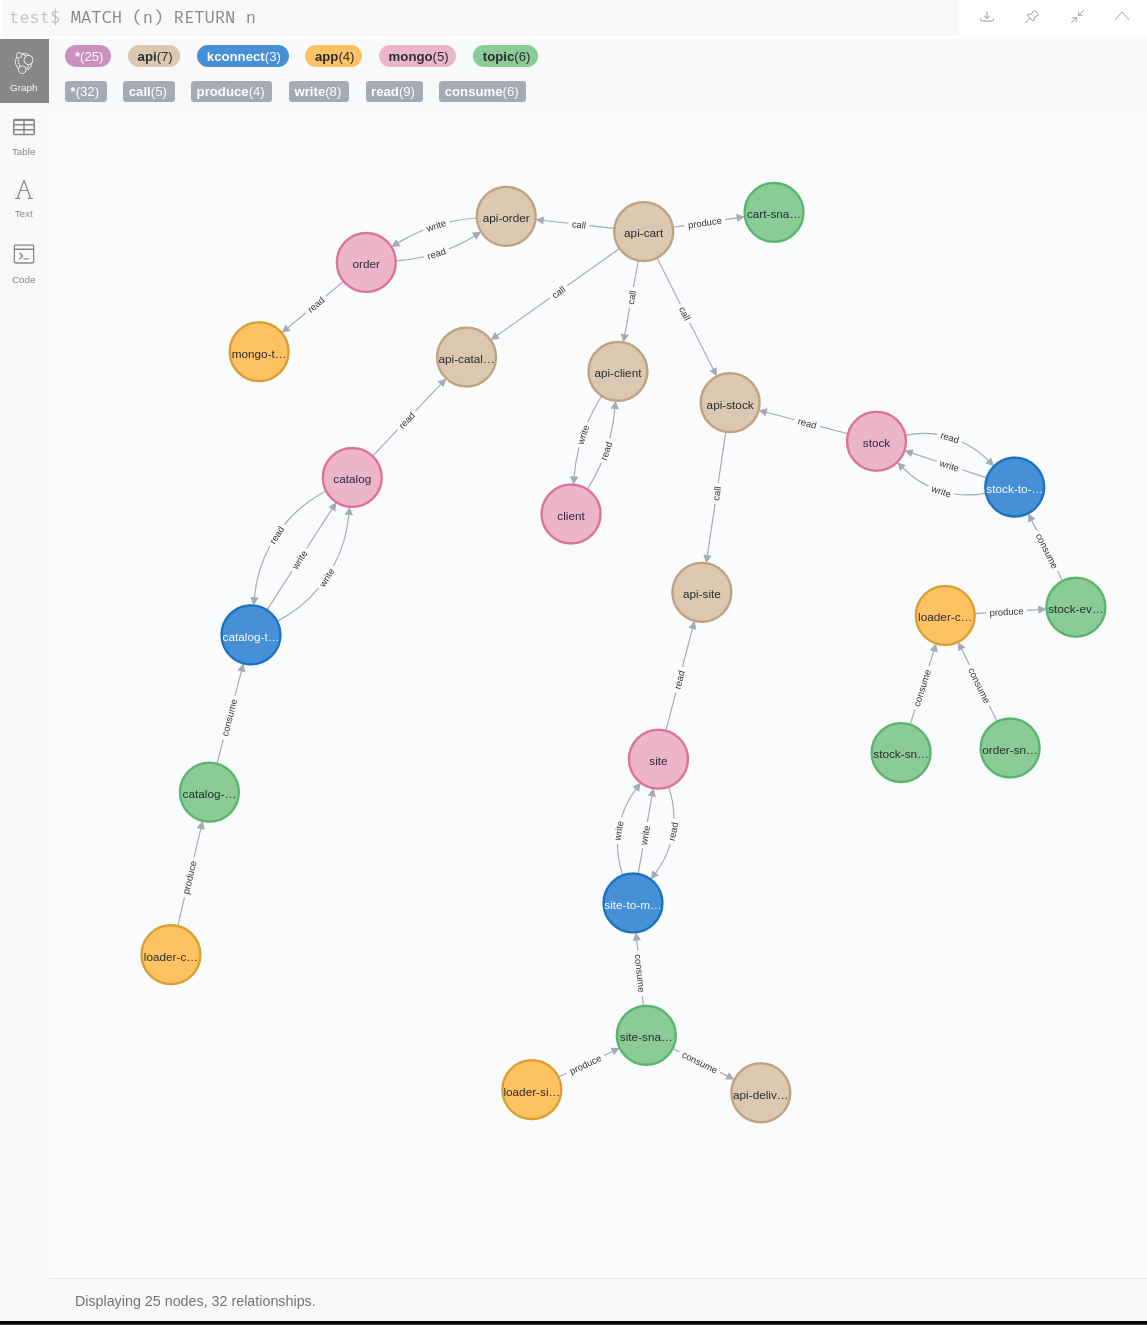 test$ MATCH (n) RETURN n
*(25) api(7) kconnect(3) app(4) mongo(5) topic(6)
*(32) call(5) produce(4) write(8) read(9) consume(6)
Graph
Table
Text
Code
cart-sna…
api-order
produce
write
call
api-cart
read
order
call
call
read
call
mongo-t…
api-catal…
api-client
api-stock
read
read
write
read
stock
read
write
write
catalog
stock-to-…
call
client
read
write
write
consume
api-site
produce
stock-ev…
loader-c…
catalog-t…
read
consume
consume
consume
stock-sn…
order-sn…
site
catalog-…
write
write
read
produce
site-to-m…
loader-c…
consume
site-sna…
produce
consume
loader-si…
api-deliv…
Displaying 25 nodes, 32 relationships.